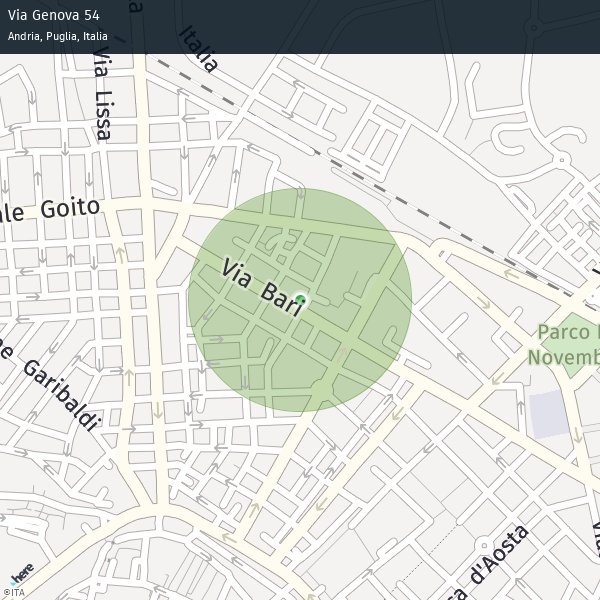 Via Genova 54
Andria, Puglia, Italia
Italia
Via Lissa
ale Goito
Via Bari
Parco
Novemb
Garibaldi
sa d'Aosta
here
©ITA